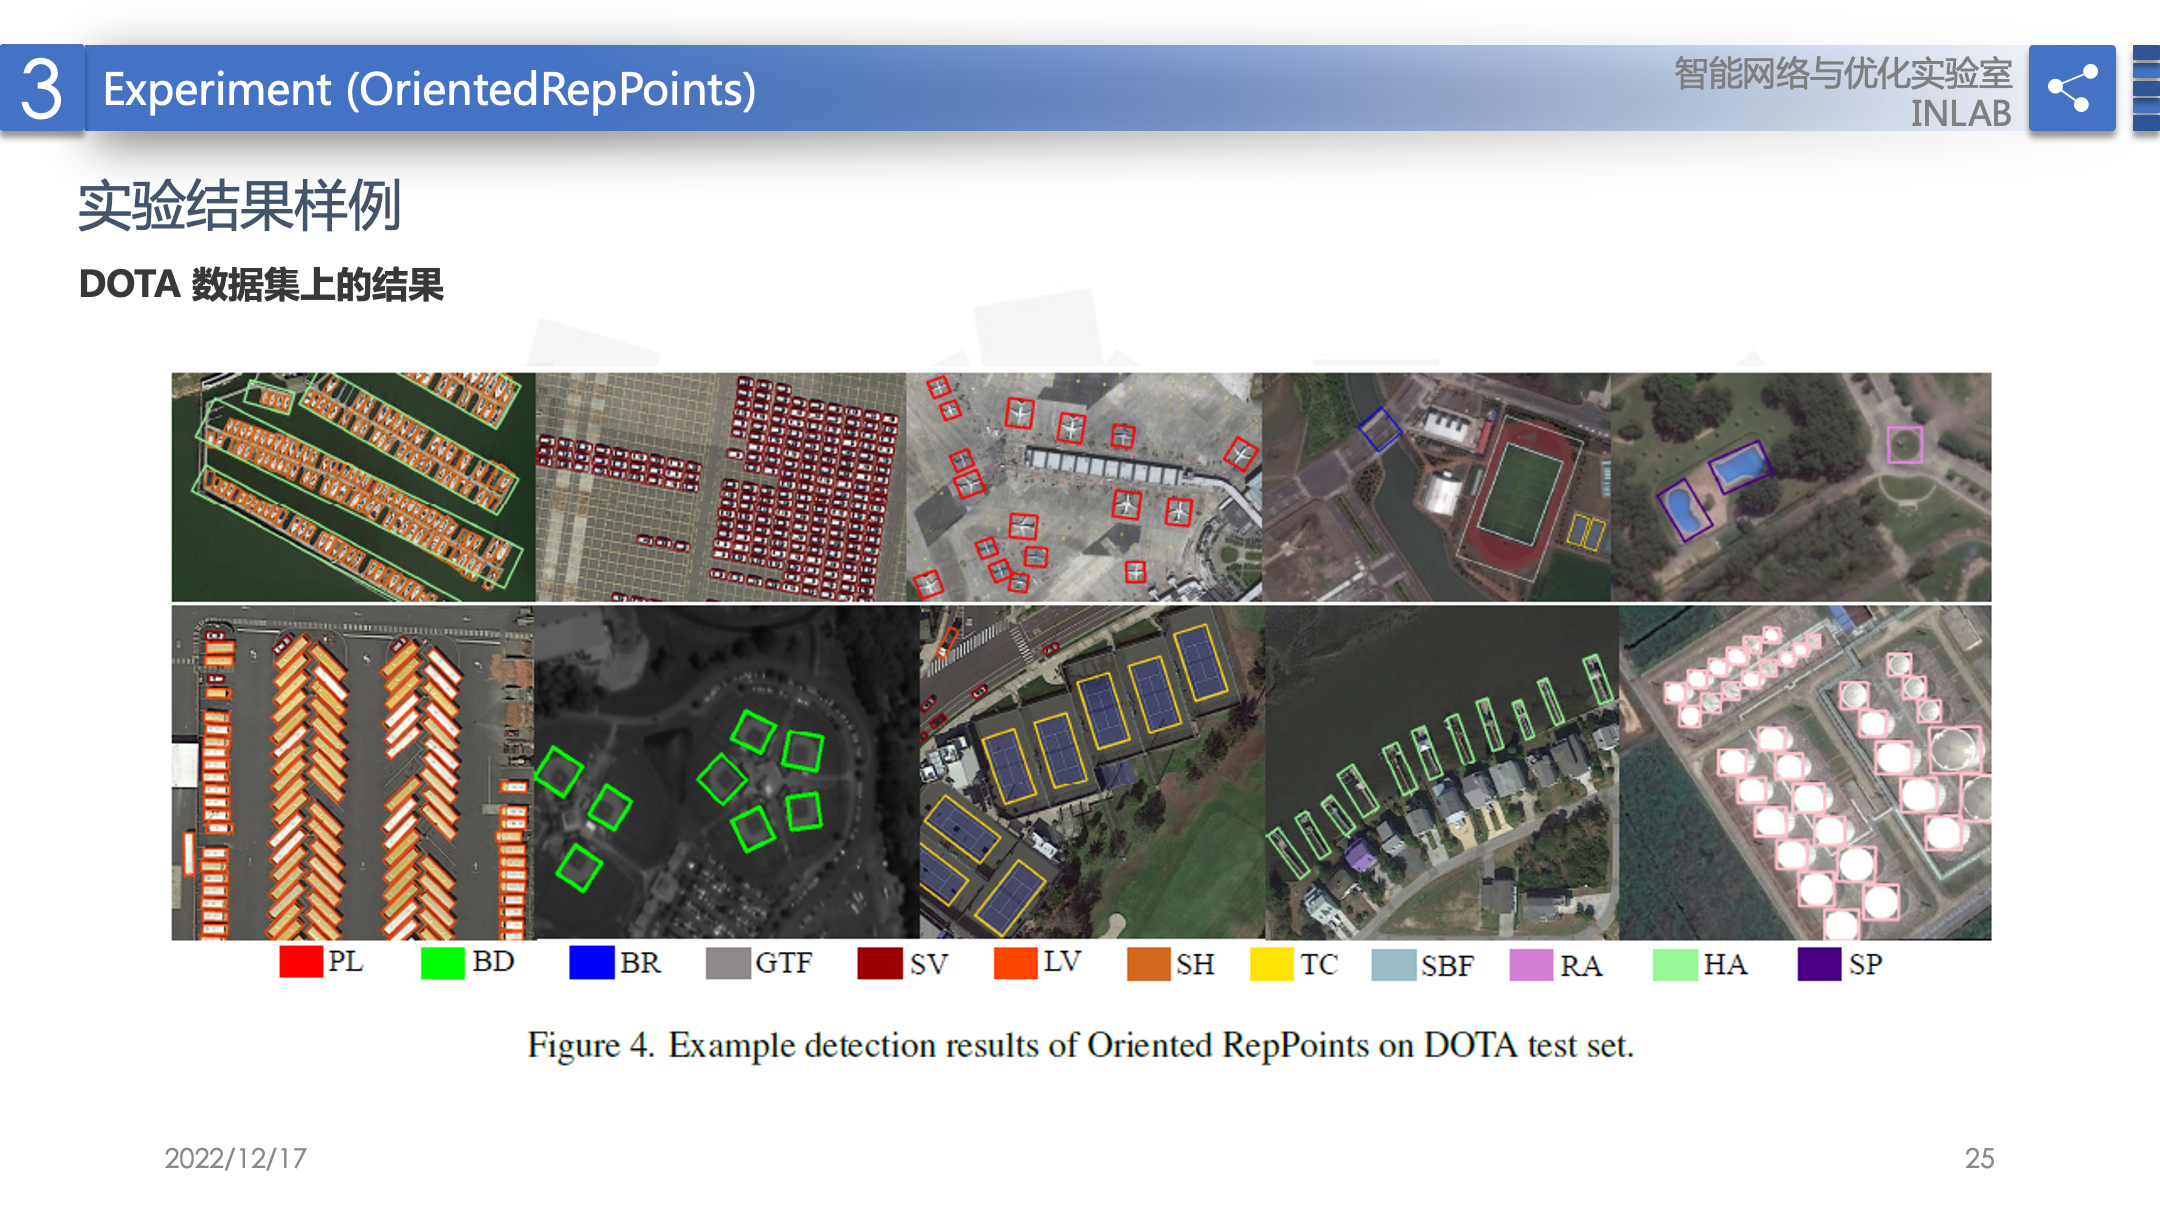 3
Experiment (OrientedRepPoints)
智能网络与优化实验室
INLAB
实验结果样例
DOTA 数据集上的结果
PL BD BR GTF SV LV SH TC SBF RA HA SP
Figure 4. Example detection results of Oriented RepPoints on DOTA test set.
2022/12/17
25